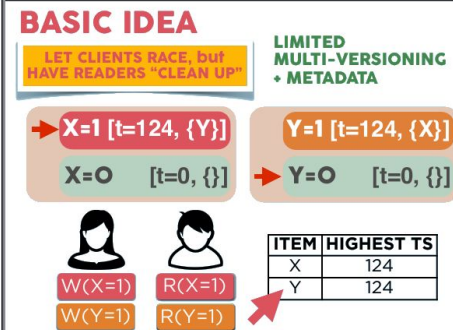 BASIC IDEA
LET CLIENTS RACE, but
HAVE READERS “CLEAN UP”
LIMITED
MULTI-VERSIONING
+ METADATA
X=1 [t=124, {Y}]
X=0 [t=0, {}]
Y=1 [t=124, {X}]
Y=0 [t=0, {}]
W(X=1)
W(Y=1)
R(X=1)
R(Y=1)
ITEM HIGHEST TS
X 124
Y 124